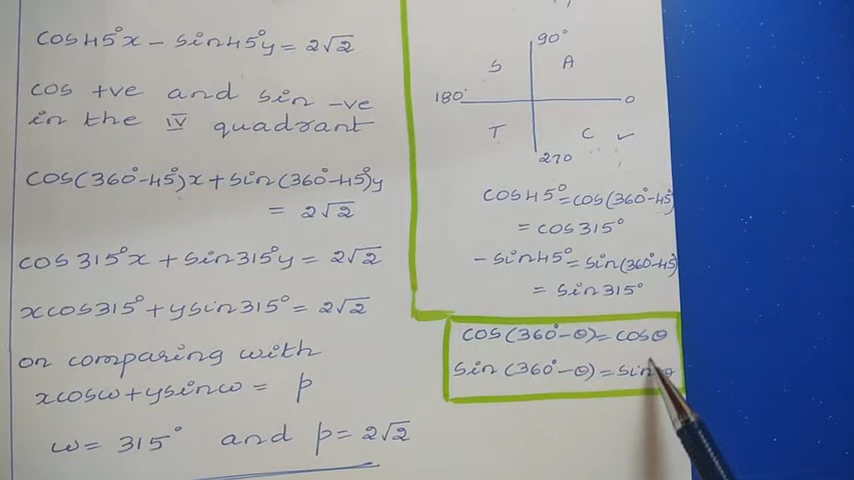 cos45°x - sin45°y = 2√2
cos +ve and sin -ve
in the IV quadrant
cos(360°-45°)x + sin(360°-45°)y
= 2√2
cos315°x + sin315°y = 2√2
xcos315° + ysin315° = 2√2
on comparing with
xcosω + ysinω = p
ω = 315° and p = 2√2
90°
S A
180° 0
T C ✓
270
cos45° = cos(360°-45°)
= cos315°
-sin45° = sin(360°-45°)
= sin315°
cos(360°-θ) = cosθ
sin(360°-θ) = sinθ